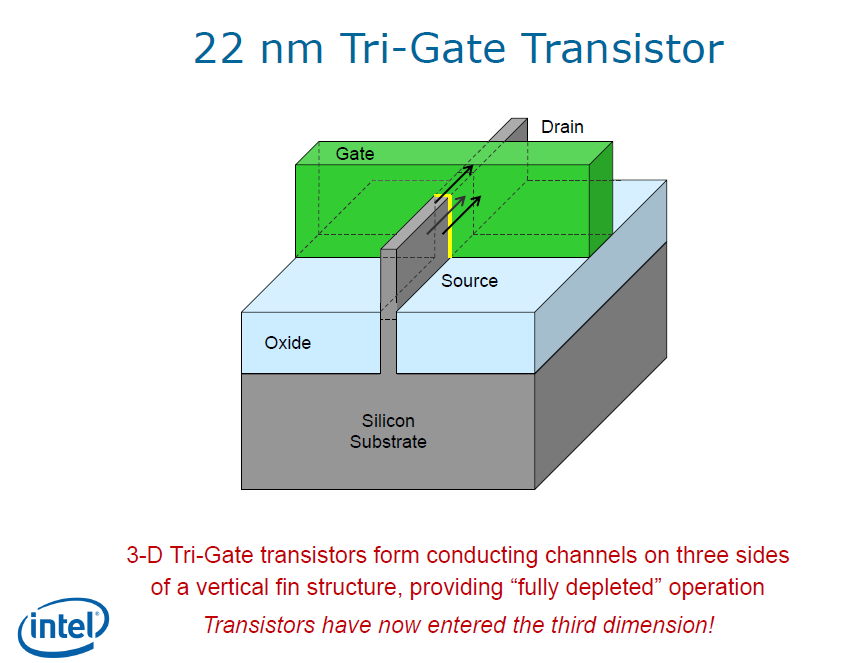 22 nm Tri-Gate Transistor
Drain
Gate
Source
Oxide
Silicon
Substrate
3-D Tri-Gate transistors form conducting channels on three sides
of a vertical fin structure, providing “fully depleted” operation
Transistors have now entered the third dimension!
intel®